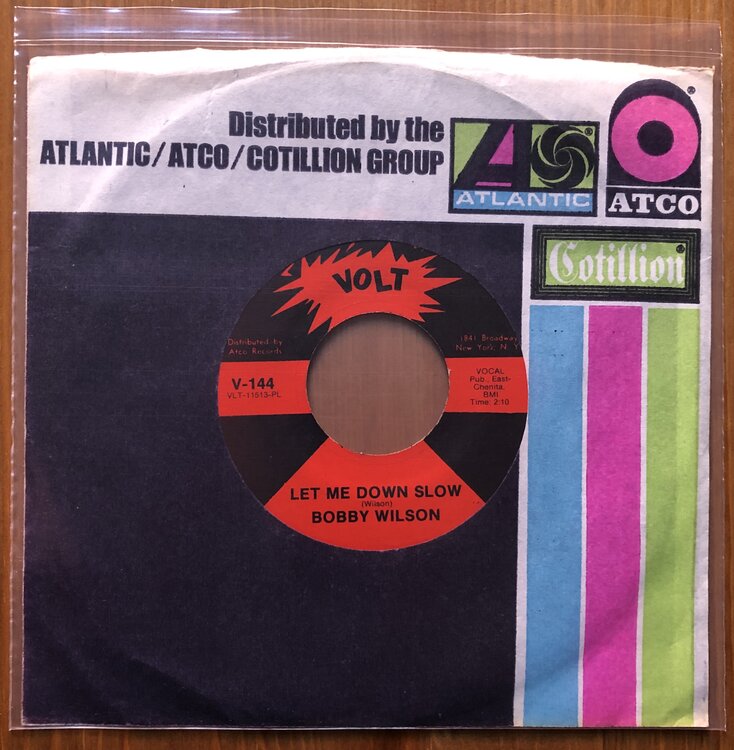 Distributed by the
ATLANTIC/ATCO/COTILLION GROUP
ATLANTIC
®
ATCO
®
Cotillion®
VOLT
Distributed by
Atco Records
1841 Broadway
New York, N. Y.
V-144
VLT-11513-PL
VOCAL
Pub., East-
Chenita,
BMI
Time: 2:10
LET ME DOWN SLOW
(Wilson)
BOBBY WILSON